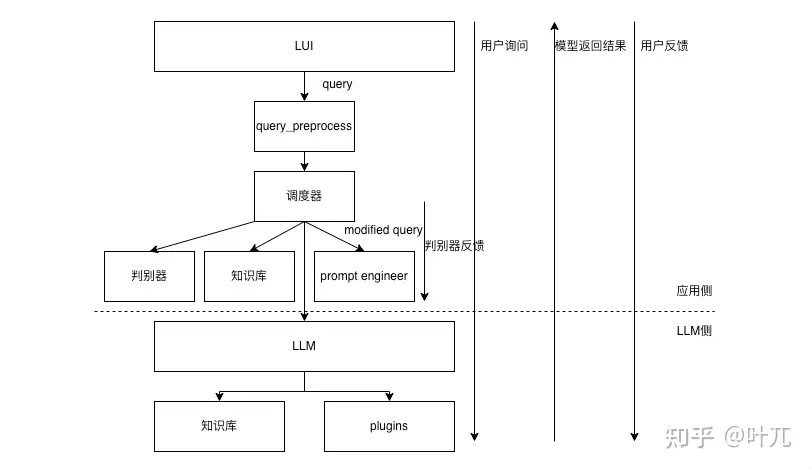 LUI
用户询问
模型返回结果
用户反馈
query
query_preprocess
调度器
modified query
判别器反馈
判别器
知识库
prompt engineer
应用侧
LLM侧
LLM
知识库
plugins
知乎 @叶兀